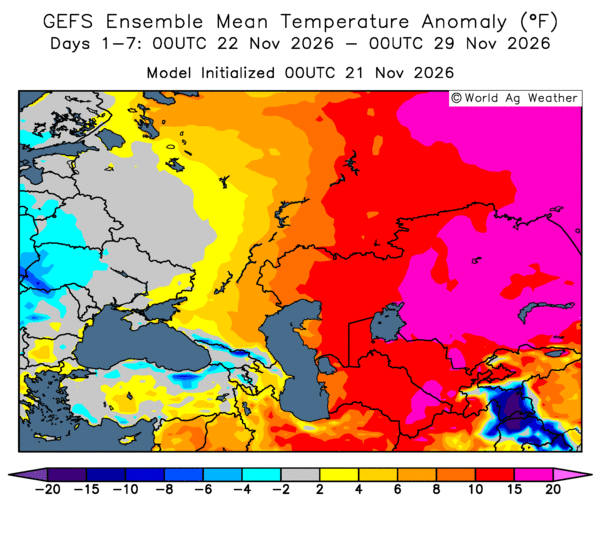 GEFS Ensemble Mean Temperature Anomaly (°F)
Days 1–7: 00UTC 22 Nov 2026 – 00UTC 29 Nov 2026
Model Initialized 00UTC 21 Nov 2026
©World Ag Weather
−20 −15 −10 −8 −6 −4 −2 2 4 6 8 10 15 20